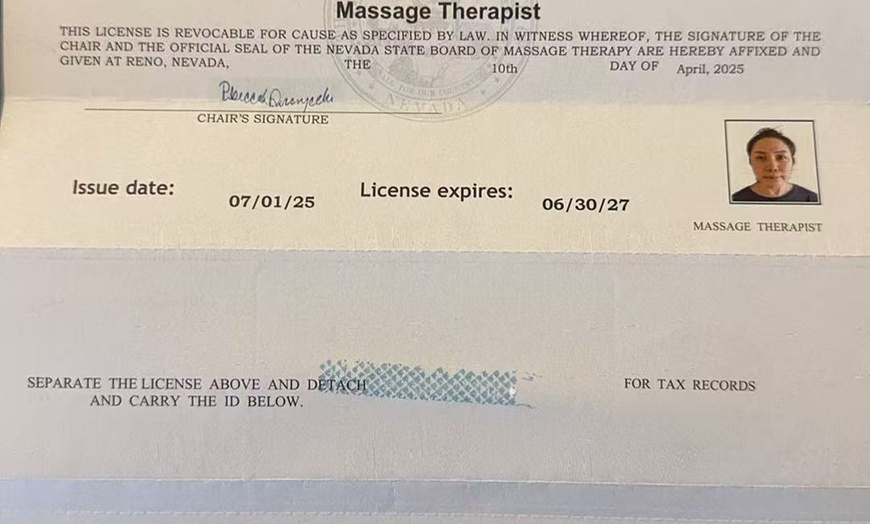 Massage Therapist
THIS LICENSE IS REVOCABLE FOR CAUSE AS SPECIFIED BY LAW. IN WITNESS WHEREOF, THE SIGNATURE OF THE
CHAIR AND THE OFFICIAL SEAL OF THE NEVADA STATE BOARD OF MASSAGE THERAPY ARE HEREBY AFFIXED AND
GIVEN AT RENO, NEVADA, THE 10th DAY OF April, 2025
NEVADA
CHAIR'S SIGNATURE
Issue date: 07/01/25 License expires: 06/30/27
MASSAGE THERAPIST
SEPARATE THE LICENSE ABOVE AND DETACH FOR TAX RECORDS
AND CARRY THE ID BELOW.